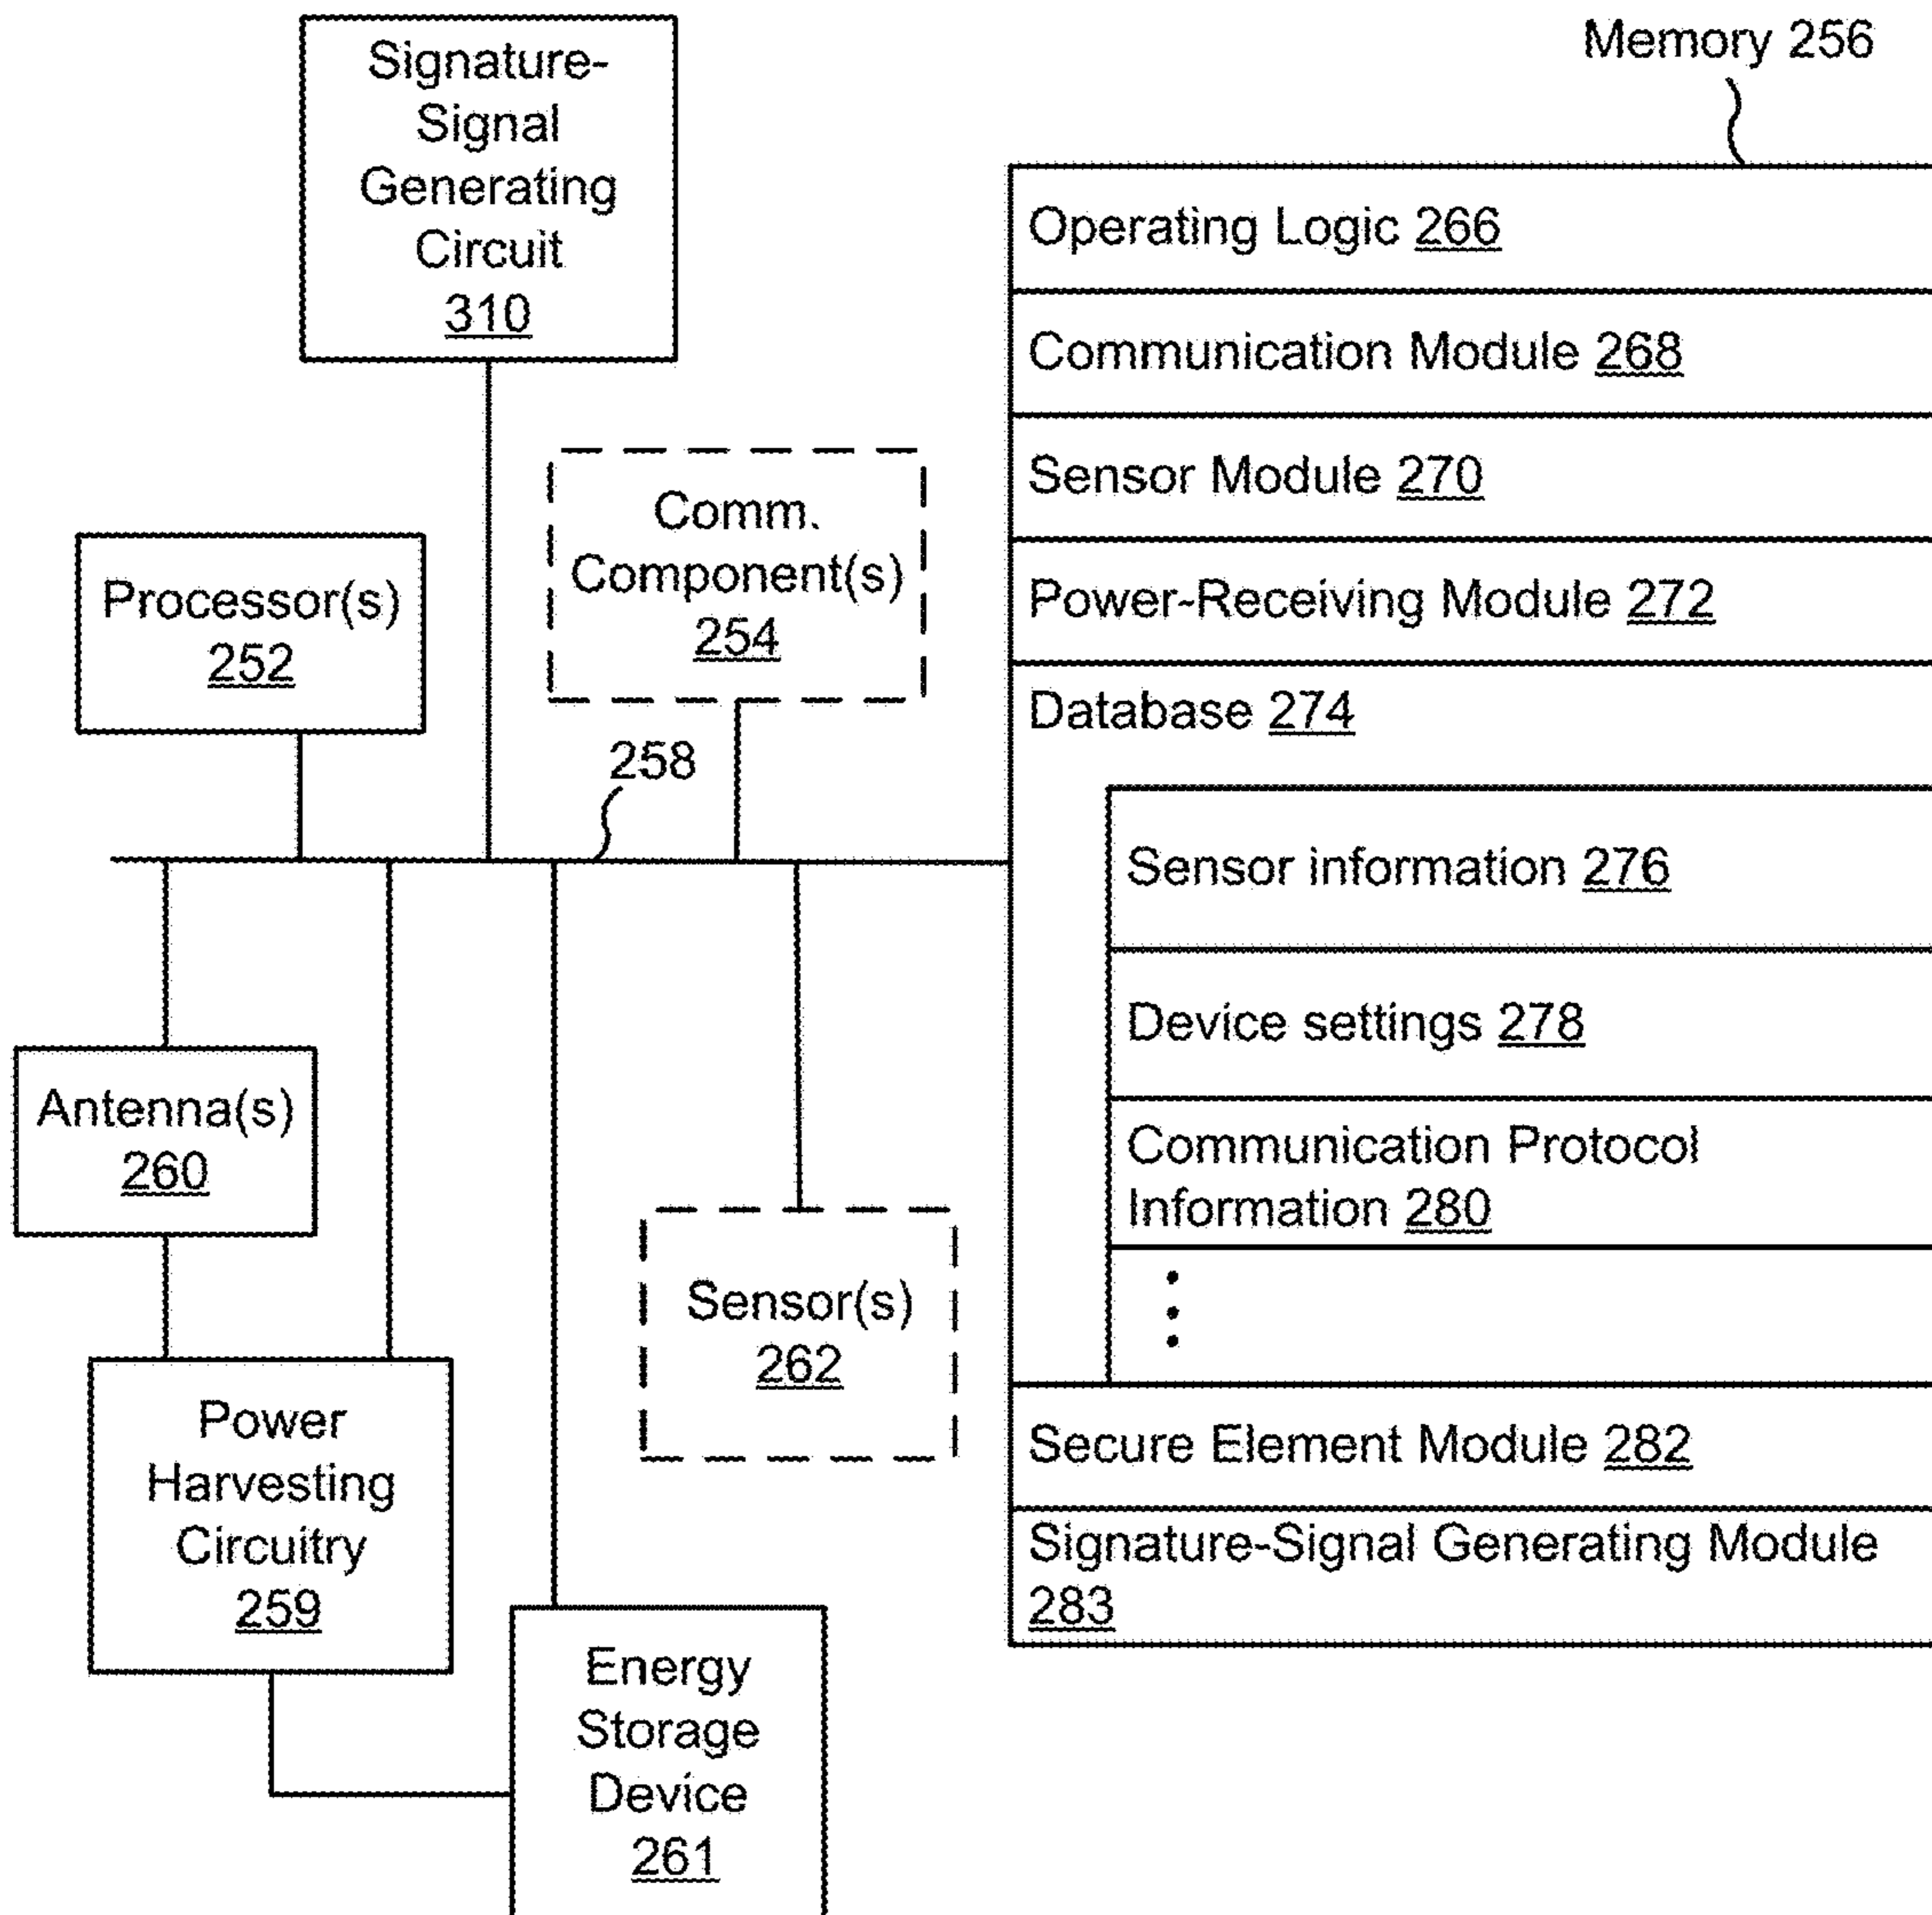 Signature-
Signal
Generating
Circuit
310
Memory 256
Operating Logic 266
Communication Module 268
Sensor Module 270
Power-Receiving Module 272
Database 274
Sensor information 276
Device settings 278
Communication Protocol
Information 280
Secure Element Module 282
Signature-Signal Generating Module
283
Comm.
Component(s)
254
Processor(s)
252
258
Antenna(s)
260
Sensor(s)
262
Power
Harvesting
Circuitry
259
Energy
Storage
Device
261